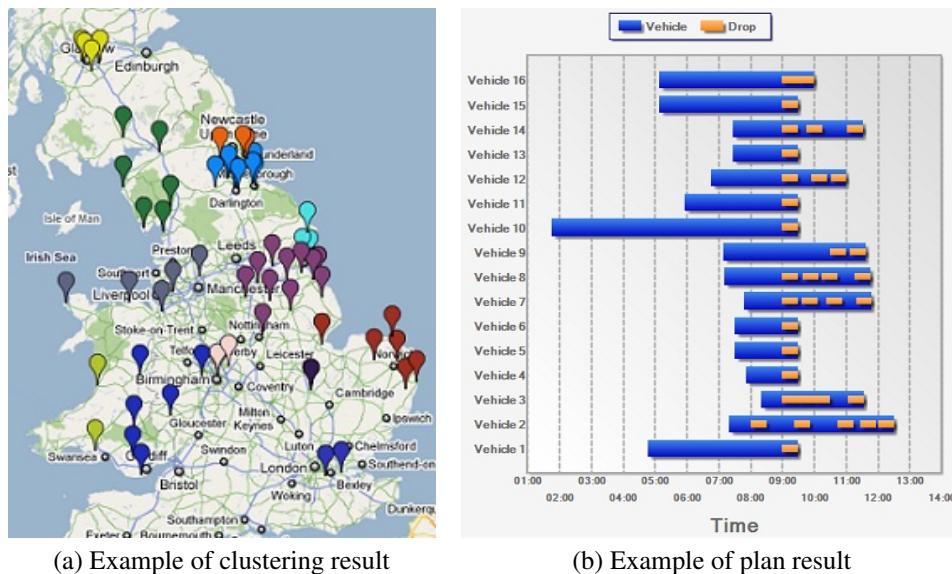 Glasgow
Edinburgh
Newcastle
Sunderland
Darlington
Isle of Man
Irish Sea
Preston
Leeds
Southport
Liverpool
Manchester
Stoke-on-Trent
Nottingham
Telford
Derby
Leicester
Norwich
Birmingham
Coventry
Cambridge
Gloucester
Milton
Keynes
Ipswich
Swansea
Cardiff
Swindon
Luton
Chelmsford
London
Southend-on
Bristol
Woking
Bexley
Southampton
Dunkerqu
Exeter
Bournemouth
(a) Example of clustering result
Vehicle
Drop
Vehicle 16
Vehicle 15
Vehicle 14
Vehicle 13
Vehicle 12
Vehicle 11
Vehicle 10
Vehicle 9
Vehicle 8
Vehicle 7
Vehicle 6
Vehicle 5
Vehicle 4
Vehicle 3
Vehicle 2
Vehicle 1
01:00 03:00 05:00 07:00 09:00 11:00 13:00
02:00 04:00 06:00 08:00 10:00 12:00 14:00
Time
(b) Example of plan result